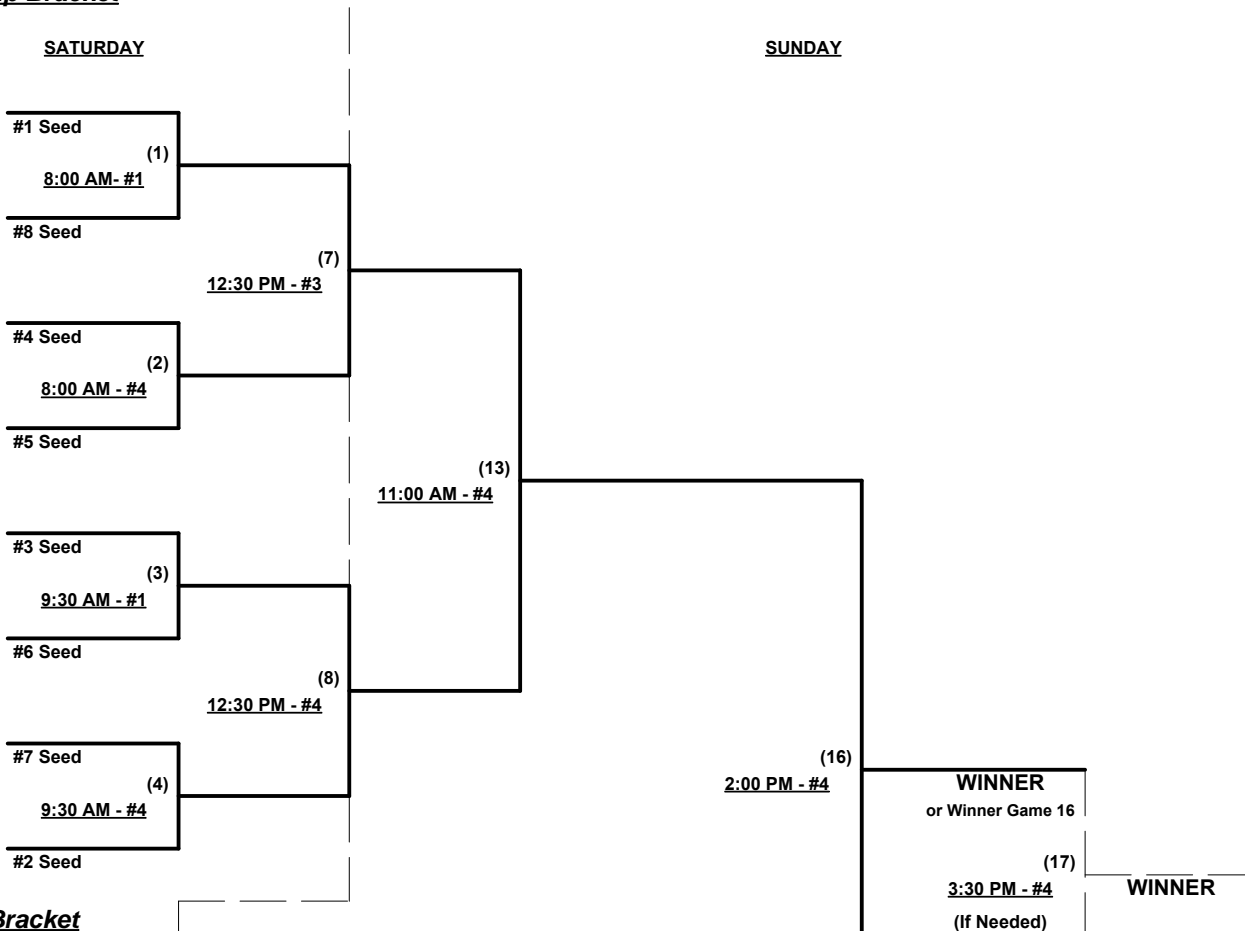 Bracket
SATURDAY
SUNDAY
#1 Seed
(1)
8:00 AM- #1
#8 Seed
(7)
12:30 PM - #3
#4 Seed
(2)
8:00 AM - #4
#5 Seed
(13)
11:00 AM - #4
#3 Seed
(3)
9:30 AM - #1
#6 Seed
(8)
12:30 PM - #4
#7 Seed
(4)
9:30 AM - #4
#2 Seed
(16)
2:00 PM - #4
WINNER
or Winner Game 16
(17)
3:30 PM - #4
WINNER
(If Needed)
Bracket